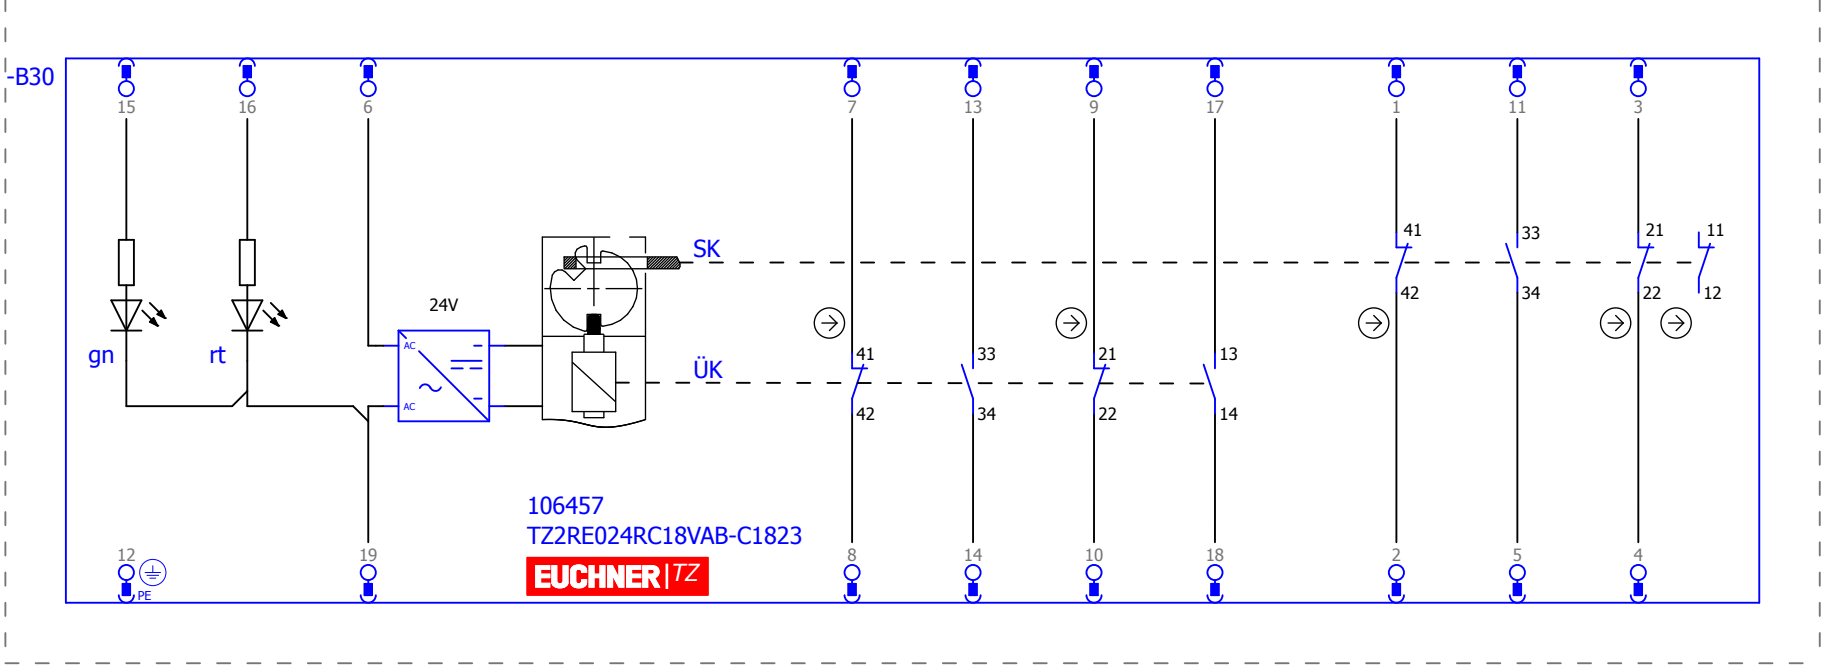 -B30
15 16 6 7 13 9 17 1 11 3
SK
41 33 21 11
42 34 22 12
24V
gn rt
AC
AC
ÜK
41 33 21 13
42 34 22 14
106457
TZ2RE024RC18VAB-C1823
EUCHNER TZ
12 19 8 14 10 18 2 5 4
PE